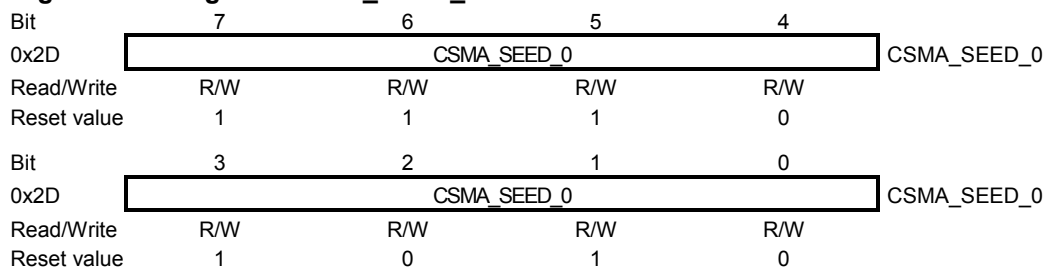 Bit 7 6 5 4
0x2D CSMA_SEED_0 CSMA_SEED_0
Read/Write R/W R/W R/W R/W
Reset value 1 1 1 0
Bit 3 2 1 0
0x2D CSMA_SEED_0 CSMA_SEED_0
Read/Write R/W R/W R/W R/W
Reset value 1 0 1 0